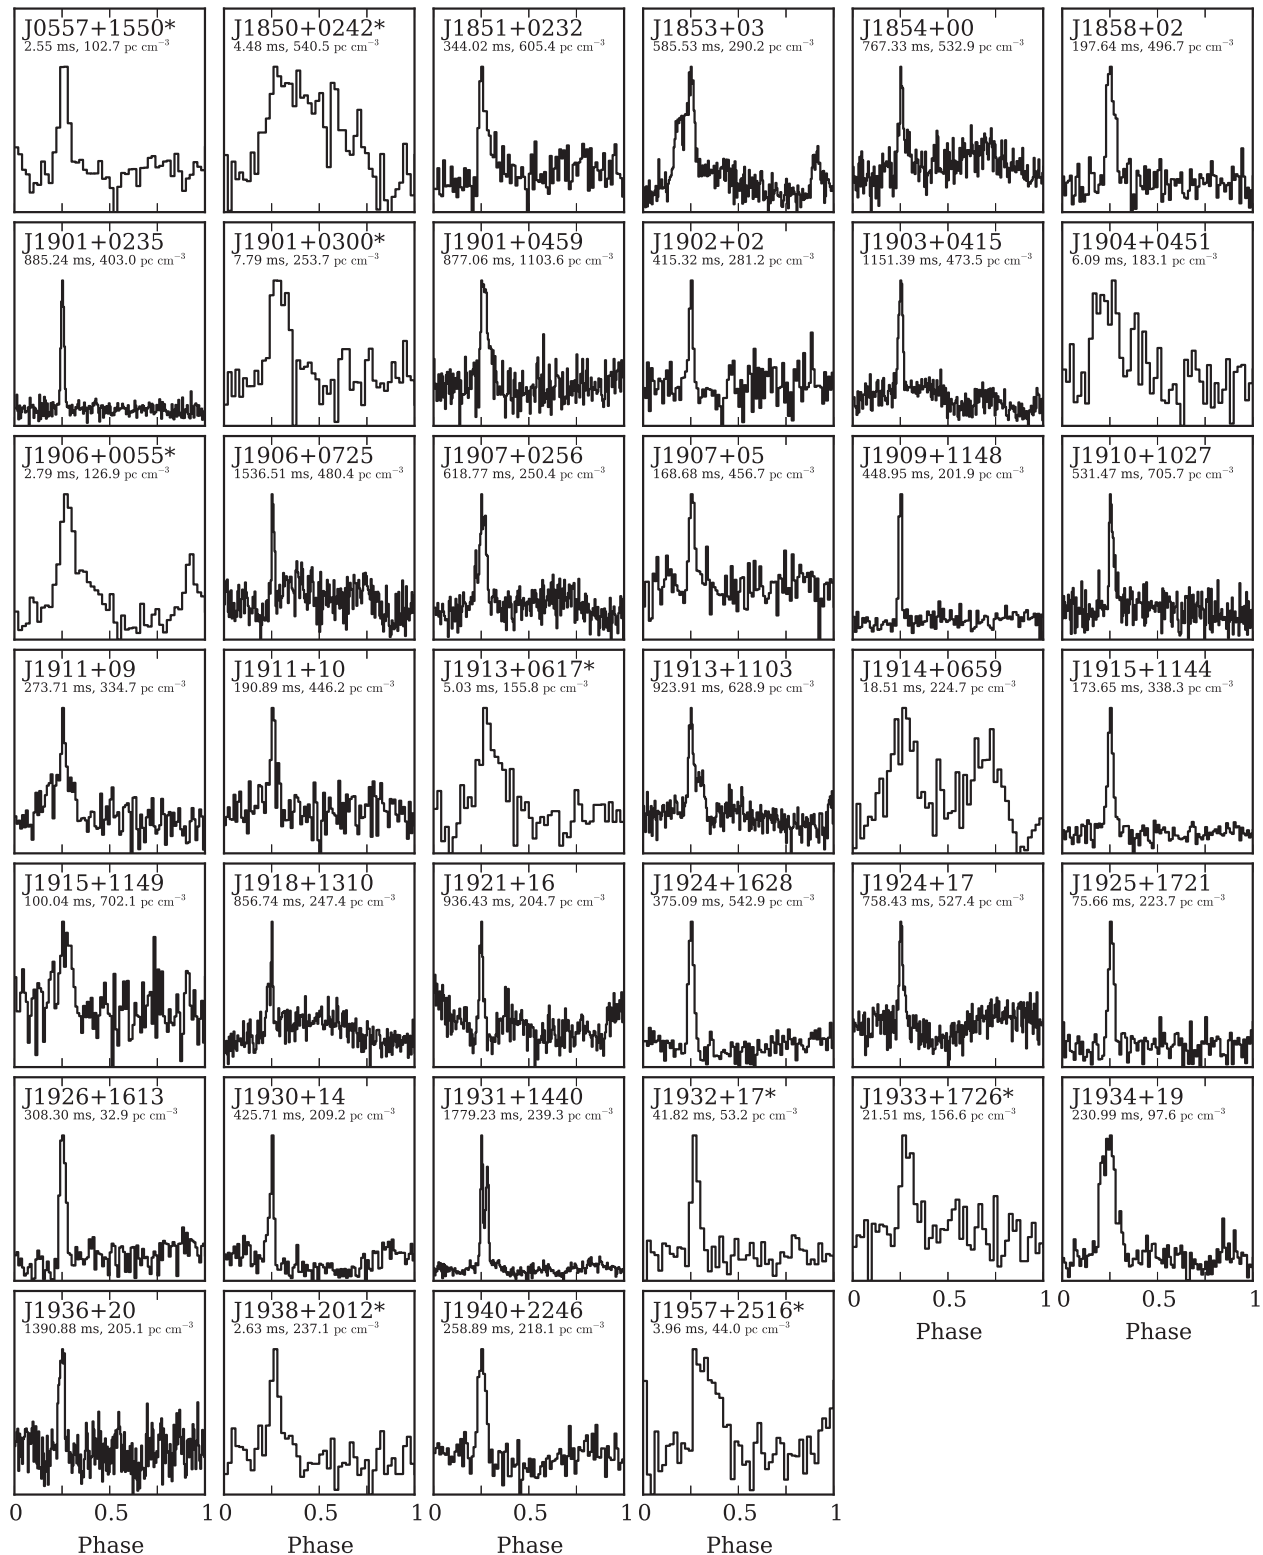 J0557+1550*
2.55 ms, 102.7 pc cm⁻³
J1850+0242*
4.48 ms, 540.5 pc cm⁻³
J1851+0232
344.02 ms, 605.4 pc cm⁻³
J1853+03
585.53 ms, 290.2 pc cm⁻³
J1854+00
767.33 ms, 532.9 pc cm⁻³
J1858+02
197.64 ms, 496.7 pc cm⁻³
J1901+0235
885.24 ms, 403.0 pc cm⁻³
J1901+0300*
7.79 ms, 253.7 pc cm⁻³
J1901+0459
877.06 ms, 1103.6 pc cm⁻³
J1902+02
415.32 ms, 281.2 pc cm⁻³
J1903+0415
1151.39 ms, 473.5 pc cm⁻³
J1904+0451
6.09 ms, 183.1 pc cm⁻³
J1906+0055*
2.79 ms, 126.9 pc cm⁻³
J1906+0725
1536.51 ms, 480.4 pc cm⁻³
J1907+0256
618.77 ms, 250.4 pc cm⁻³
J1907+05
168.68 ms, 456.7 pc cm⁻³
J1909+1148
448.95 ms, 201.9 pc cm⁻³
J1910+1027
531.47 ms, 705.7 pc cm⁻³
J1911+09
273.71 ms, 334.7 pc cm⁻³
J1911+10
190.89 ms, 446.2 pc cm⁻³
J1913+0617*
5.03 ms, 155.8 pc cm⁻³
J1913+1103
923.91 ms, 628.9 pc cm⁻³
J1914+0659
18.51 ms, 224.7 pc cm⁻³
J1915+1144
173.65 ms, 338.3 pc cm⁻³
J1915+1149
100.04 ms, 702.1 pc cm⁻³
J1918+1310
856.74 ms, 247.4 pc cm⁻³
J1921+16
936.43 ms, 204.7 pc cm⁻³
J1924+1628
375.09 ms, 542.9 pc cm⁻³
J1924+17
758.43 ms, 527.4 pc cm⁻³
J1925+1721
75.66 ms, 223.7 pc cm⁻³
J1926+1613
308.30 ms, 32.9 pc cm⁻³
J1930+14
425.71 ms, 209.2 pc cm⁻³
J1931+1440
1779.23 ms, 239.3 pc cm⁻³
J1932+17*
41.82 ms, 53.2 pc cm⁻³
J1933+1726*
21.51 ms, 156.6 pc cm⁻³
J1934+19
230.99 ms, 97.6 pc cm⁻³
0 0.5 1 0 0.5 1
Phase Phase
J1936+20
1390.88 ms, 205.1 pc cm⁻³
J1938+2012*
2.63 ms, 237.1 pc cm⁻³
J1940+2246
258.89 ms, 218.1 pc cm⁻³
J1957+2516*
3.96 ms, 44.0 pc cm⁻³
0 0.5 1 0 0.5 1 0 0.5 1 0 0.5 1
Phase Phase Phase Phase